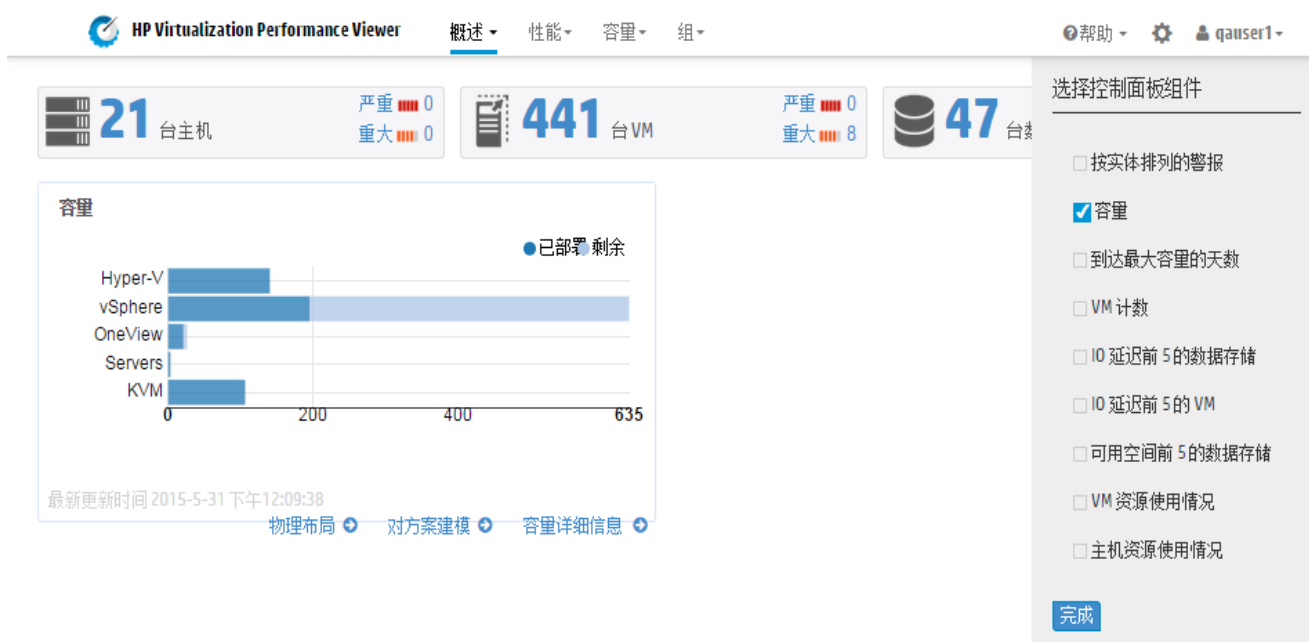 HP Virtualization Performance Viewer 概述 性能 容量 组 帮助 qauser1
21 台主机 严重 0
重大 0
441 台 VM 严重 0
重大 8
47 台
选择控制面板组件
按实体排列的警报
容量
到达最大容量的天数
VM 计数
IO 延迟前 5 的数据存储
IO 延迟前 5 的 VM
可用空间前 5 的数据存储
VM 资源使用情况
主机资源使用情况
完成
容量
已部署 剩余
Hyper-V
vSphere
OneView
Servers
KVM
0 200 400 635
最新更新时间 2015-5-31 下午12:09:38
物理布局 对方案建模 容量详细信息